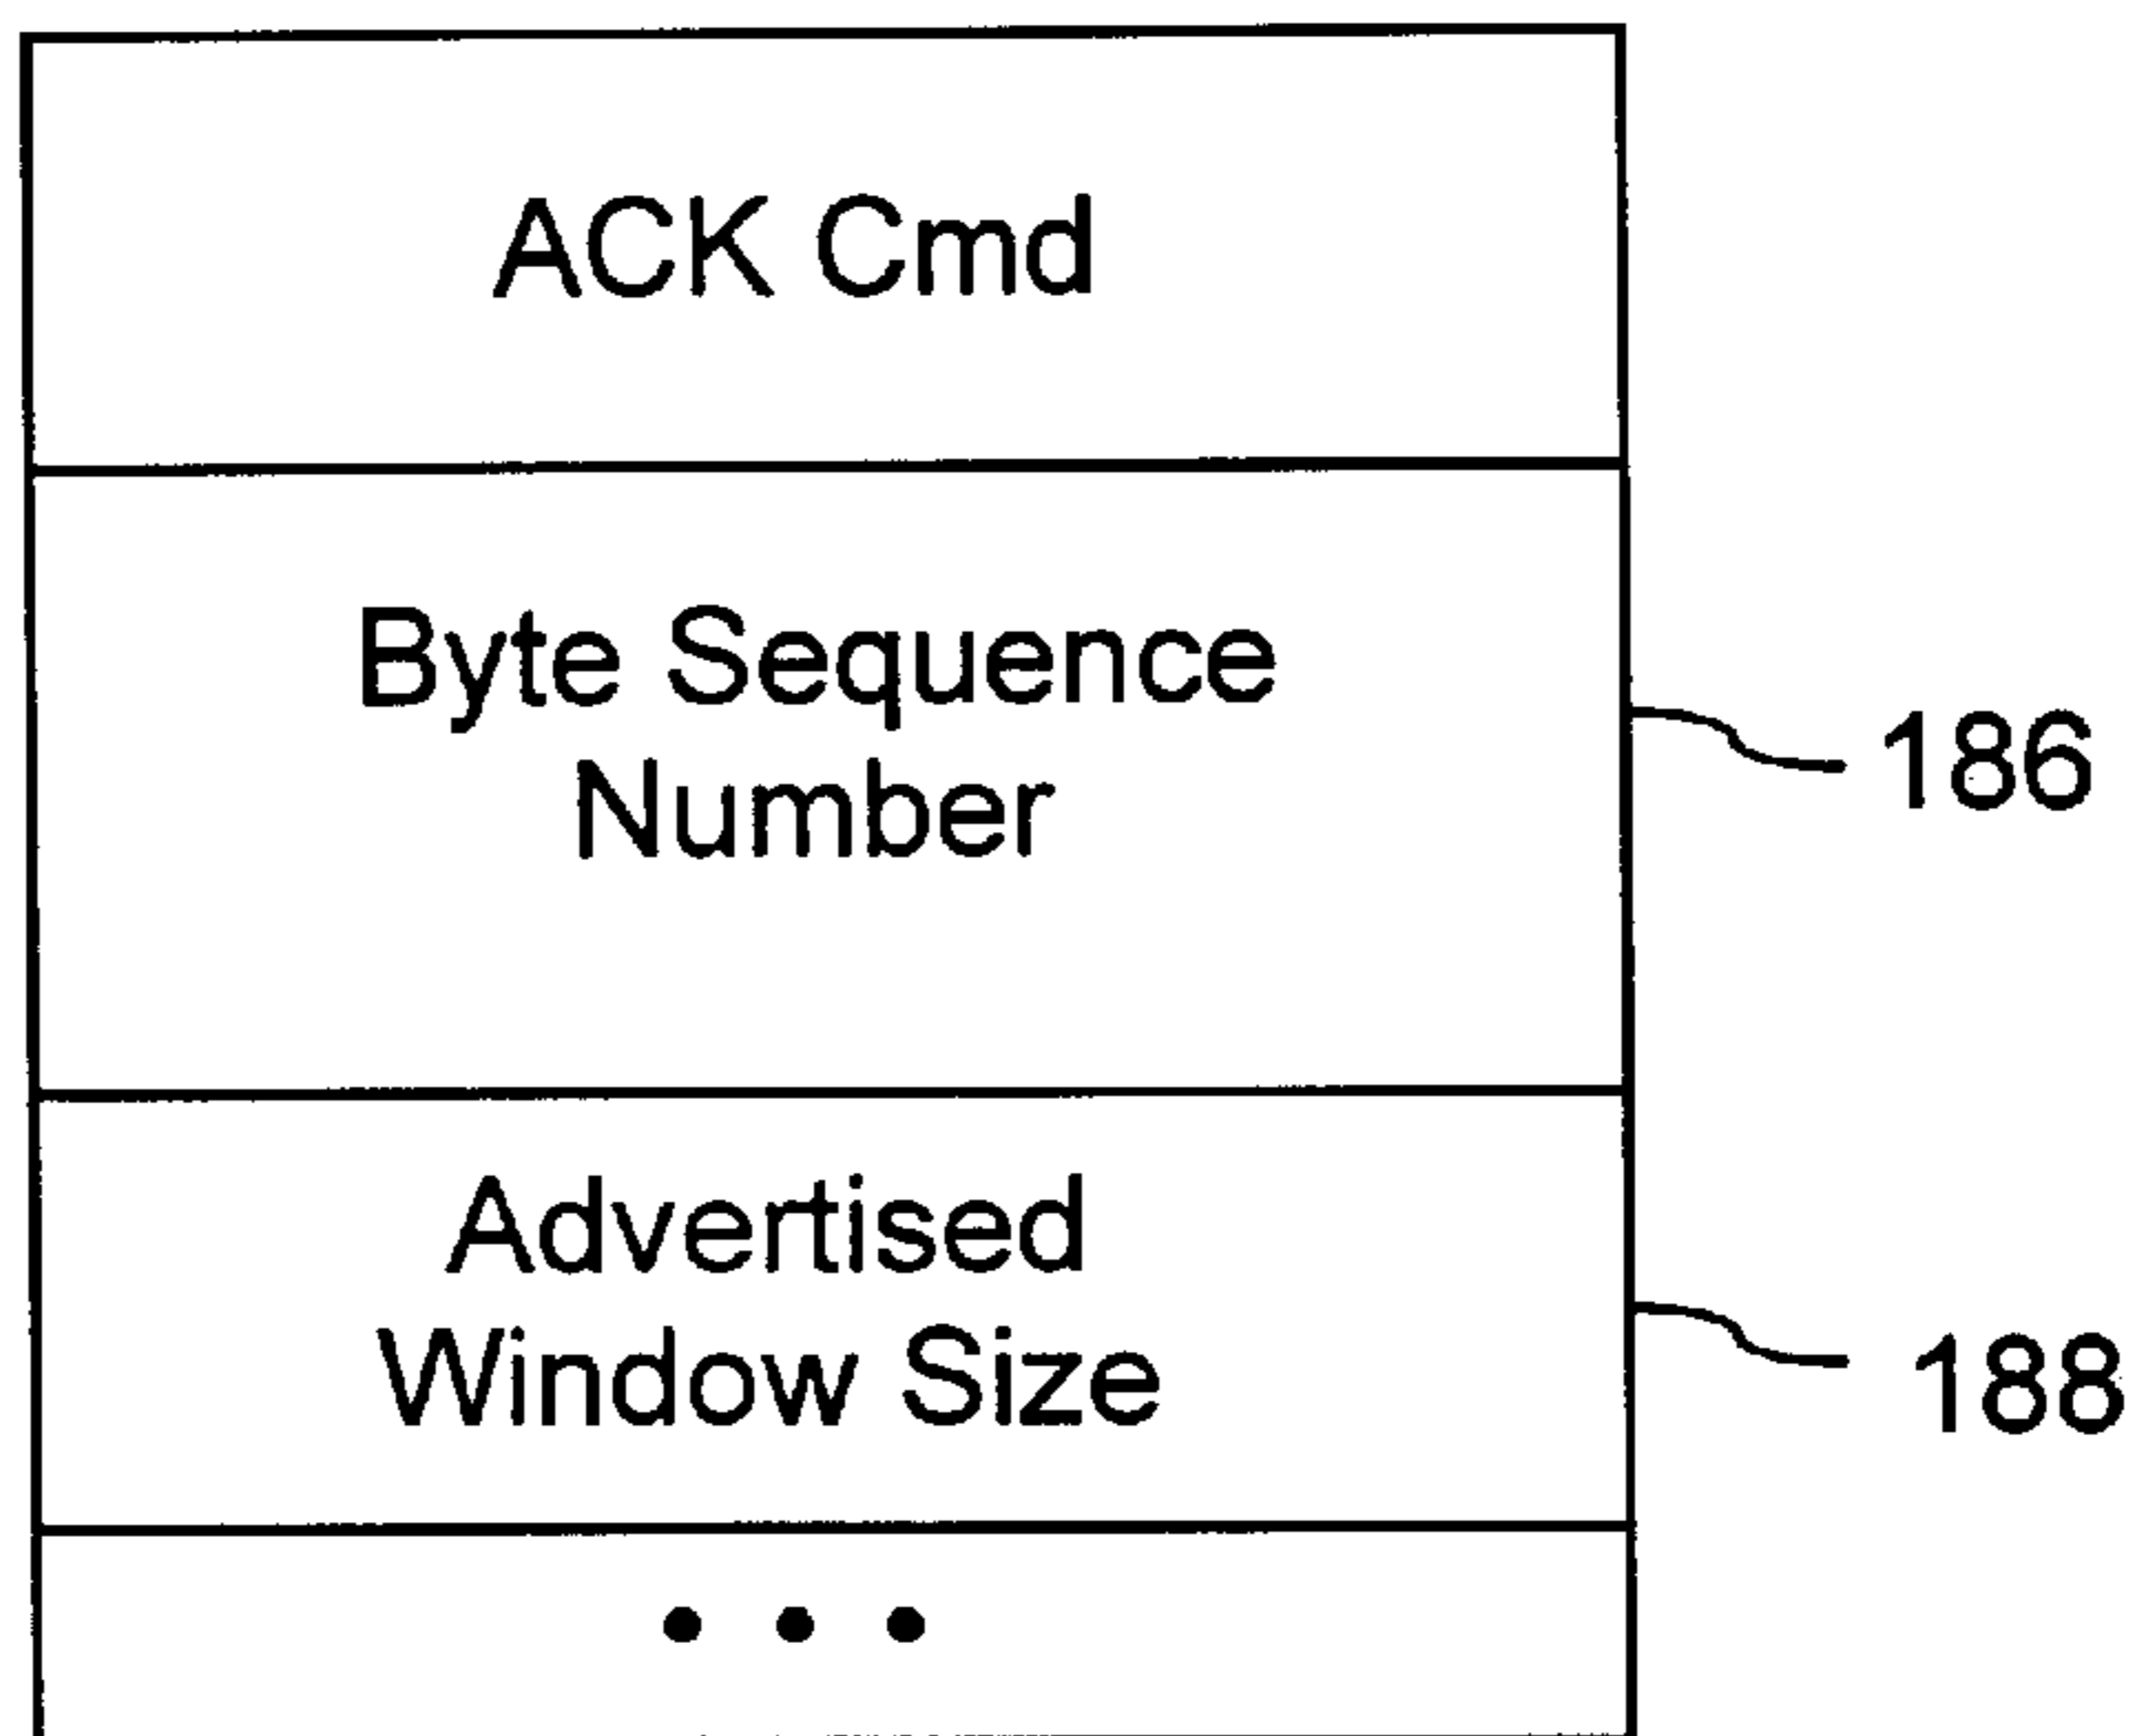 ACK Cmd
Byte Sequence
Number
186
Advertised
Window Size
188
• • •